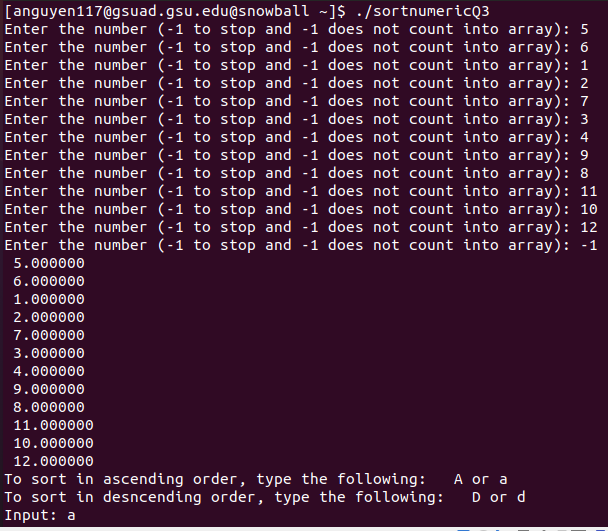 [anguyen117@gsuad.gsu.edu@snowball ~]$ ./sortnumericQ3
Enter the number (-1 to stop and -1 does not count into array): 5
Enter the number (-1 to stop and -1 does not count into array): 6
Enter the number (-1 to stop and -1 does not count into array): 1
Enter the number (-1 to stop and -1 does not count into array): 2
Enter the number (-1 to stop and -1 does not count into array): 7
Enter the number (-1 to stop and -1 does not count into array): 3
Enter the number (-1 to stop and -1 does not count into array): 4
Enter the number (-1 to stop and -1 does not count into array): 9
Enter the number (-1 to stop and -1 does not count into array): 8
Enter the number (-1 to stop and -1 does not count into array): 11
Enter the number (-1 to stop and -1 does not count into array): 10
Enter the number (-1 to stop and -1 does not count into array): 12
Enter the number (-1 to stop and -1 does not count into array): -1
5.000000
6.000000
1.000000
2.000000
7.000000
3.000000
4.000000
9.000000
8.000000
11.000000
10.000000
12.000000
To sort in ascending order, type the following:   A or a
To sort in desncending order, type the following:   D or d
Input: a